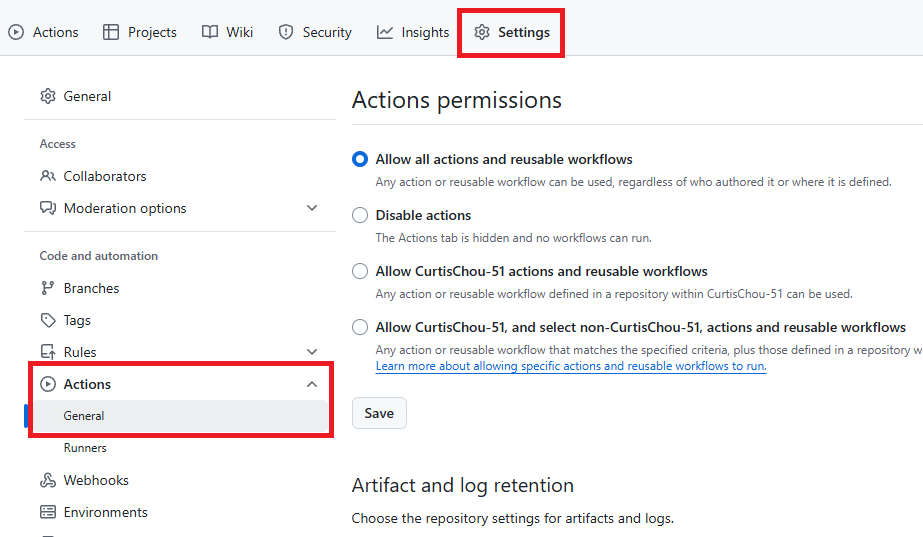 Actions Projects Wiki Security Insights Settings
General
Access
Collaborators
Moderation options
Code and automation
Branches
Tags
Rules
Actions
General
Runners
Webhooks
Environments
Actions permissions
Allow all actions and reusable workflows
Any action or reusable workflow can be used, regardless of who authored it or where it is defined.
Disable actions
The Actions tab is hidden and no workflows can run.
Allow CurtisChou-51 actions and reusable workflows
Any action or reusable workflow defined in a repository within CurtisChou-51 can be used.
Allow CurtisChou-51, and select non-CurtisChou-51, actions and reusable workflows
Any action or reusable workflow that matches the specified criteria, plus those defined in a repository w
Learn more about allowing specific actions and reusable workflows to run.
Save
Artifact and log retention
Choose the repository settings for artifacts and logs.